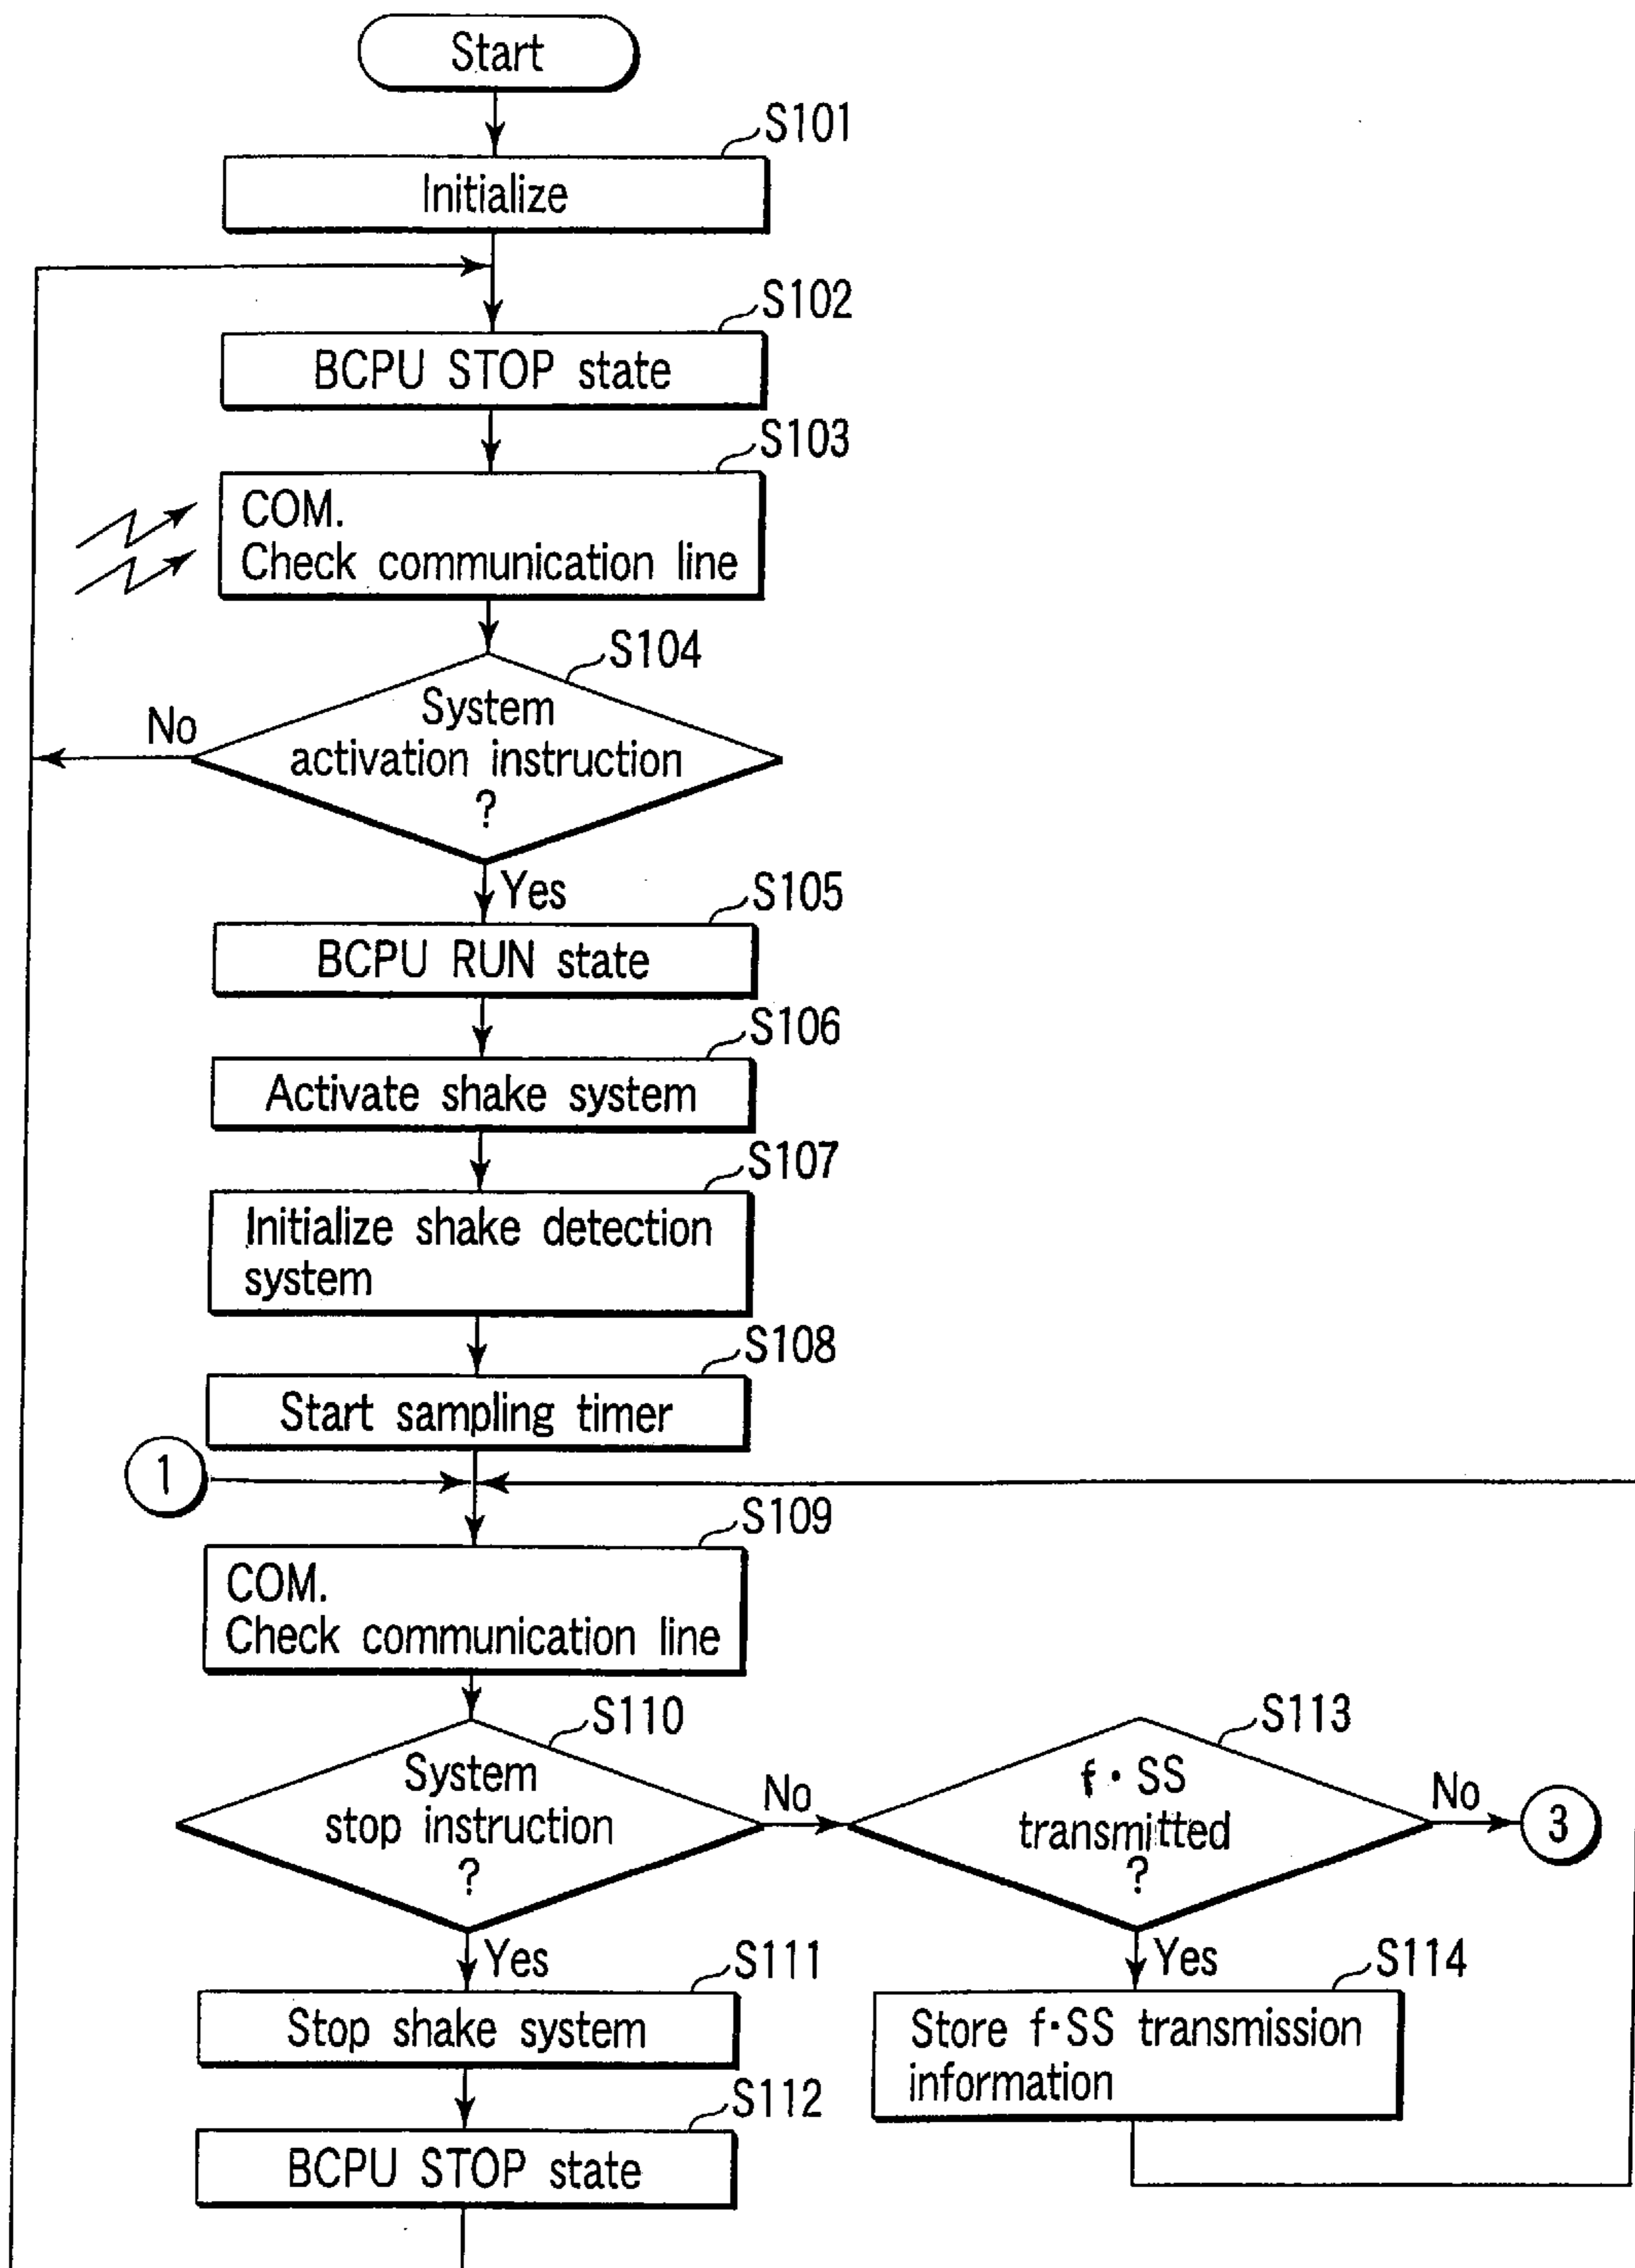 Start
S101
Initialize
S102
BCPU STOP state
S103
COM.
Check communication line
S104
System
activation instruction
?
No
Yes
S105
BCPU RUN state
S106
Activate shake system
S107
Initialize shake detection
system
S108
Start sampling timer
1
S109
COM.
Check communication line
S110
System
stop instruction
?
No
S113
f·SS
transmitted
?
No
3
Yes
S111
Stop shake system
Yes
S114
Store f·SS transmission
information
S112
BCPU STOP state